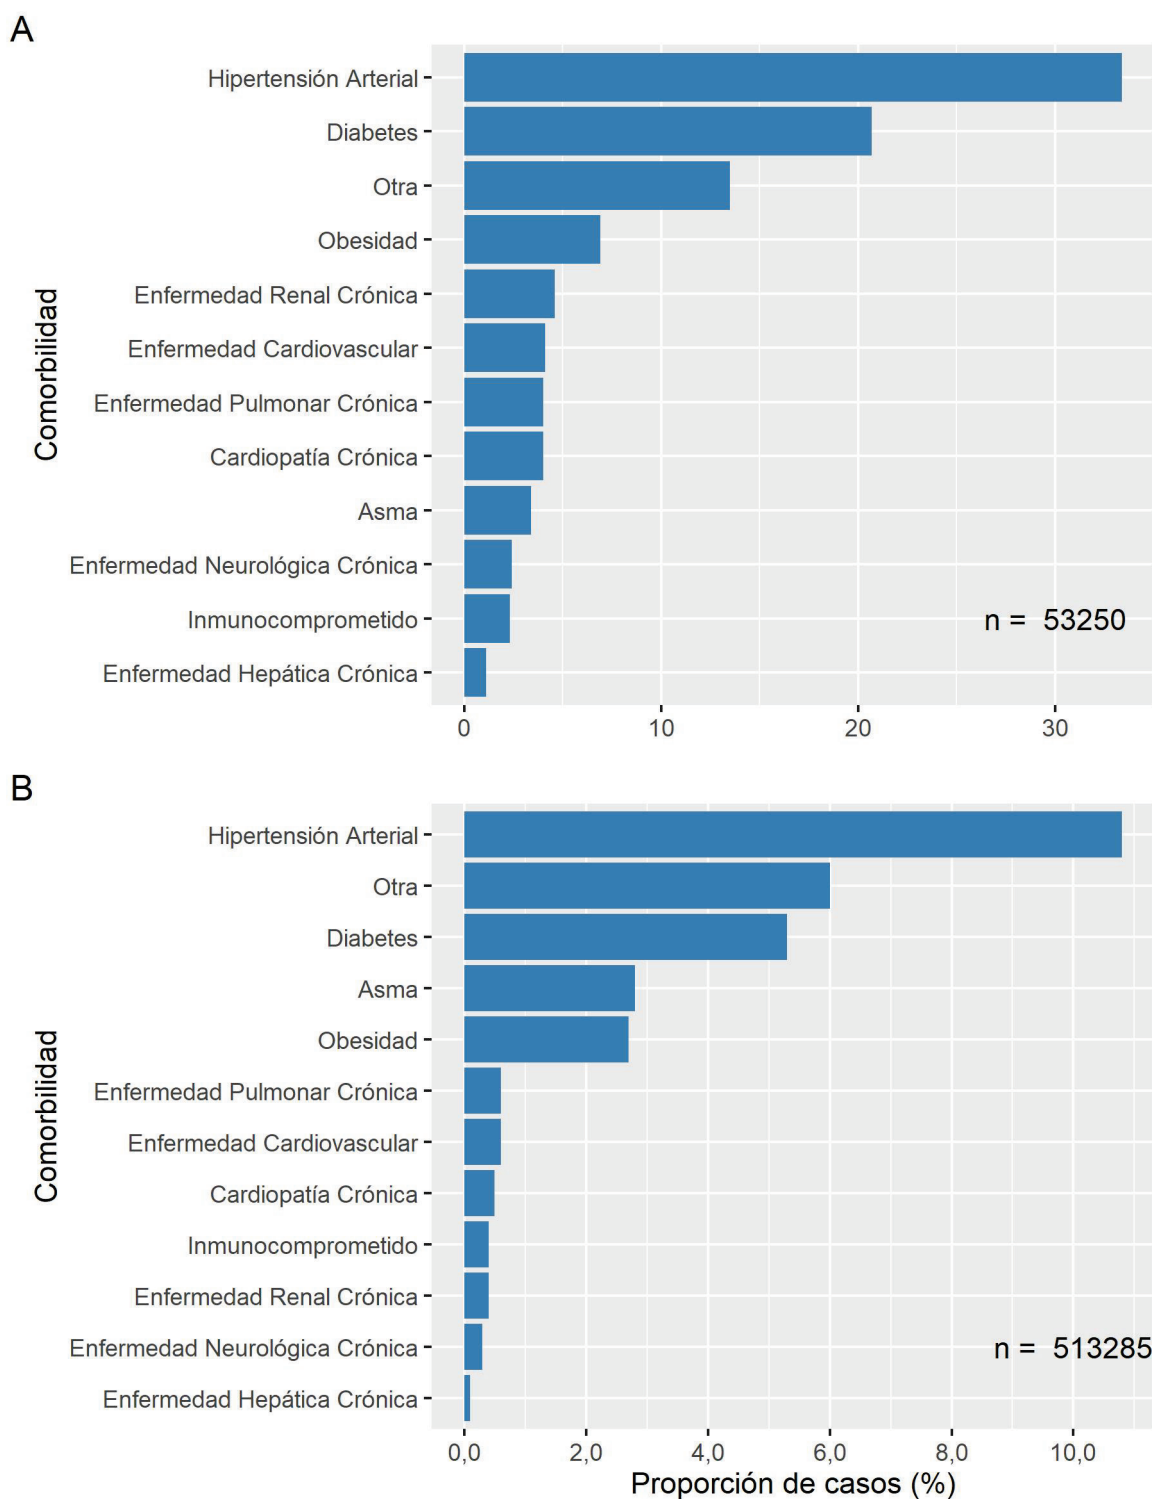 A
Comorbilidad
Hipertensión Arterial
Diabetes
Otra
Obesidad
Enfermedad Renal Crónica
Enfermedad Cardiovascular
Enfermedad Pulmonar Crónica
Cardiopatía Crónica
Asma
Enfermedad Neurológica Crónica
Inmunocomprometido
Enfermedad Hepática Crónica
n = 53250
0 10 20 30
B
Comorbilidad
Hipertensión Arterial
Otra
Diabetes
Asma
Obesidad
Enfermedad Pulmonar Crónica
Enfermedad Cardiovascular
Cardiopatía Crónica
Inmunocomprometido
Enfermedad Renal Crónica
Enfermedad Neurológica Crónica
Enfermedad Hepática Crónica
n = 513285
0,0 2,0 4,0 6,0 8,0 10,0
Proporción de casos (%)